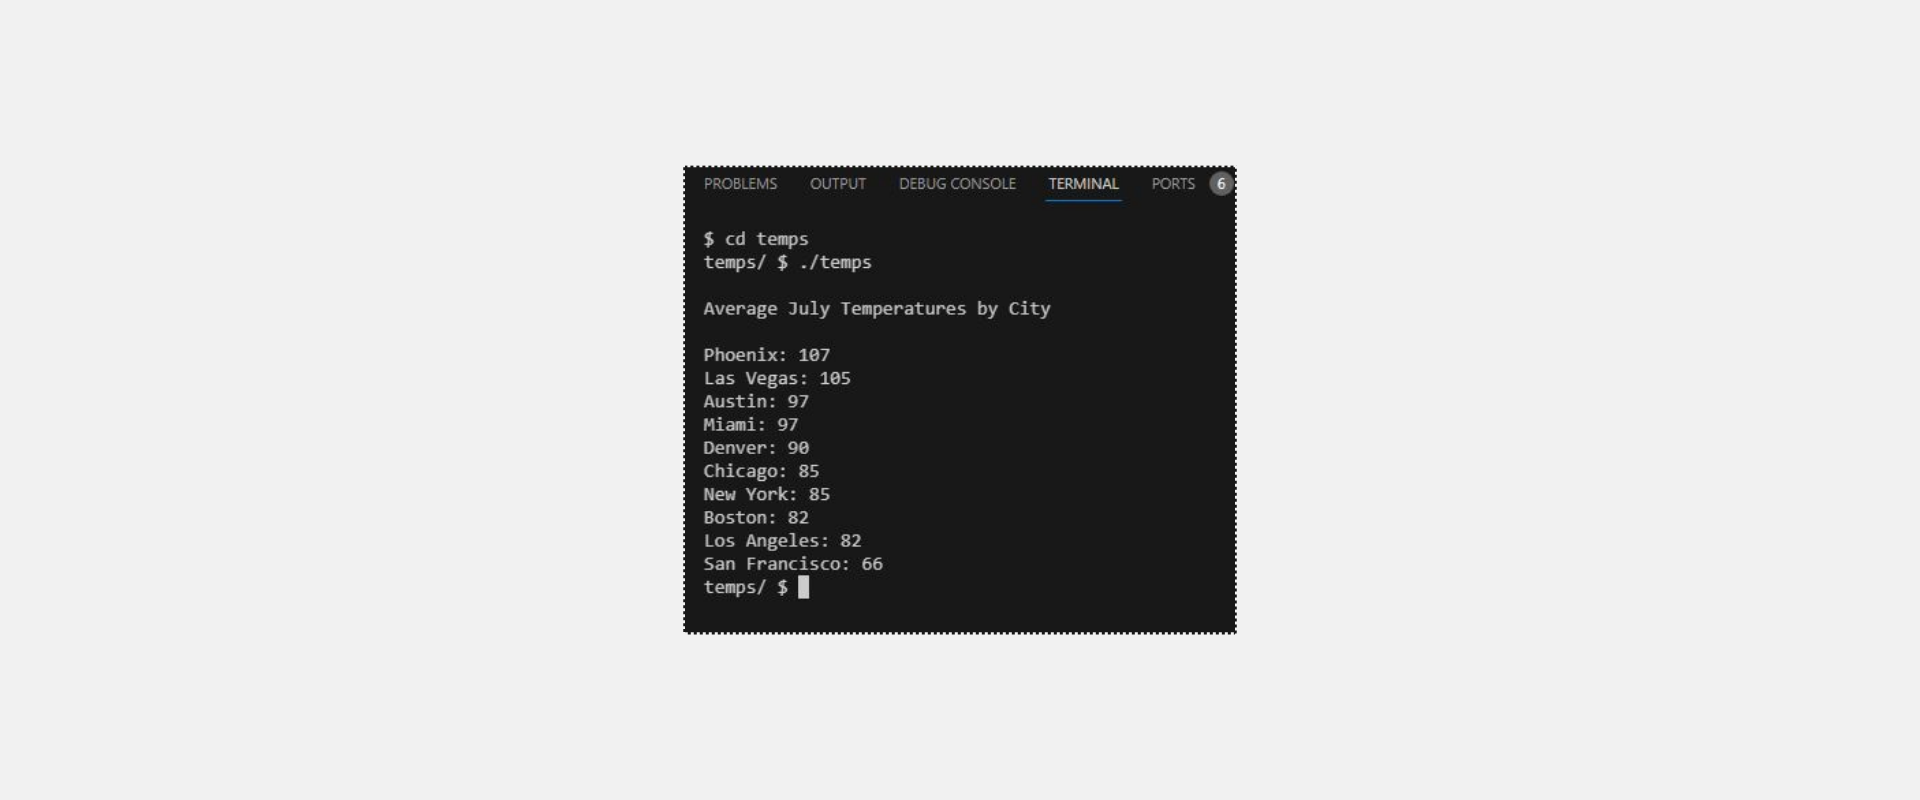 PROBLEMS OUTPUT DEBUG CONSOLE TERMINAL PORTS 6
$ cd temps
temps/ $ ./temps
Average July Temperatures by City
Phoenix: 107
Las Vegas: 105
Austin: 97
Miami: 97
Denver: 90
Chicago: 85
New York: 85
Boston: 82
Los Angeles: 82
San Francisco: 66
temps/ $